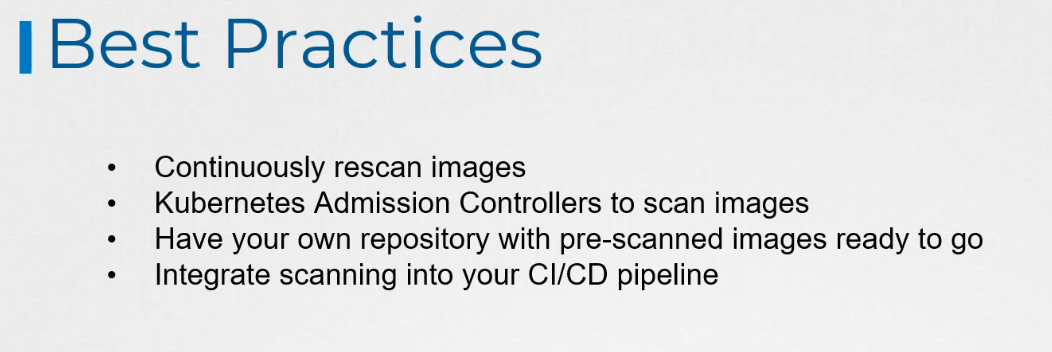 Best Practices
• Continuously rescan images
• Kubernetes Admission Controllers to scan images
• Have your own repository with pre-scanned images ready to go
• Integrate scanning into your CI/CD pipeline